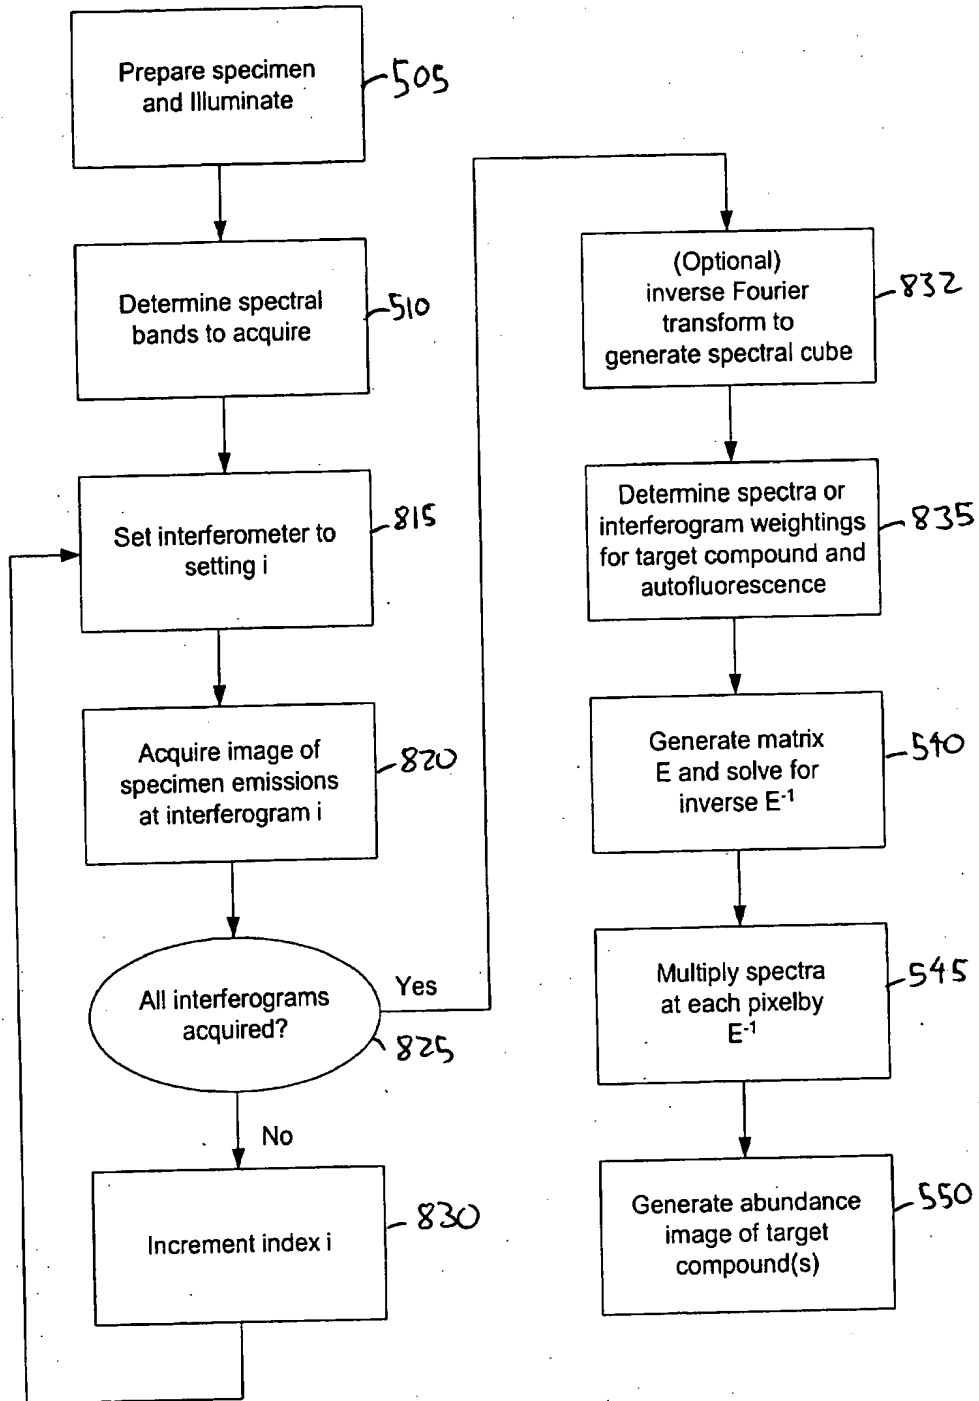 Prepare specimen
and Illuminate
505
Determine spectral
bands to acquire
510
Set interferometer to
setting i
815
Acquire image of
specimen emissions
at interferogram i
820
All interferograms
acquired?
Yes
825
No
Increment index i
830
(Optional)
inverse Fourier
transform to
generate spectral cube
832
Determine spectra or
interferogram weightings
for target compound and
autofluorescence
835
Generate matrix
E and solve for
inverse E⁻¹
540
Multiply spectra
at each pixelby
E⁻¹
545
Generate abundance
image of target
compound(s)
550